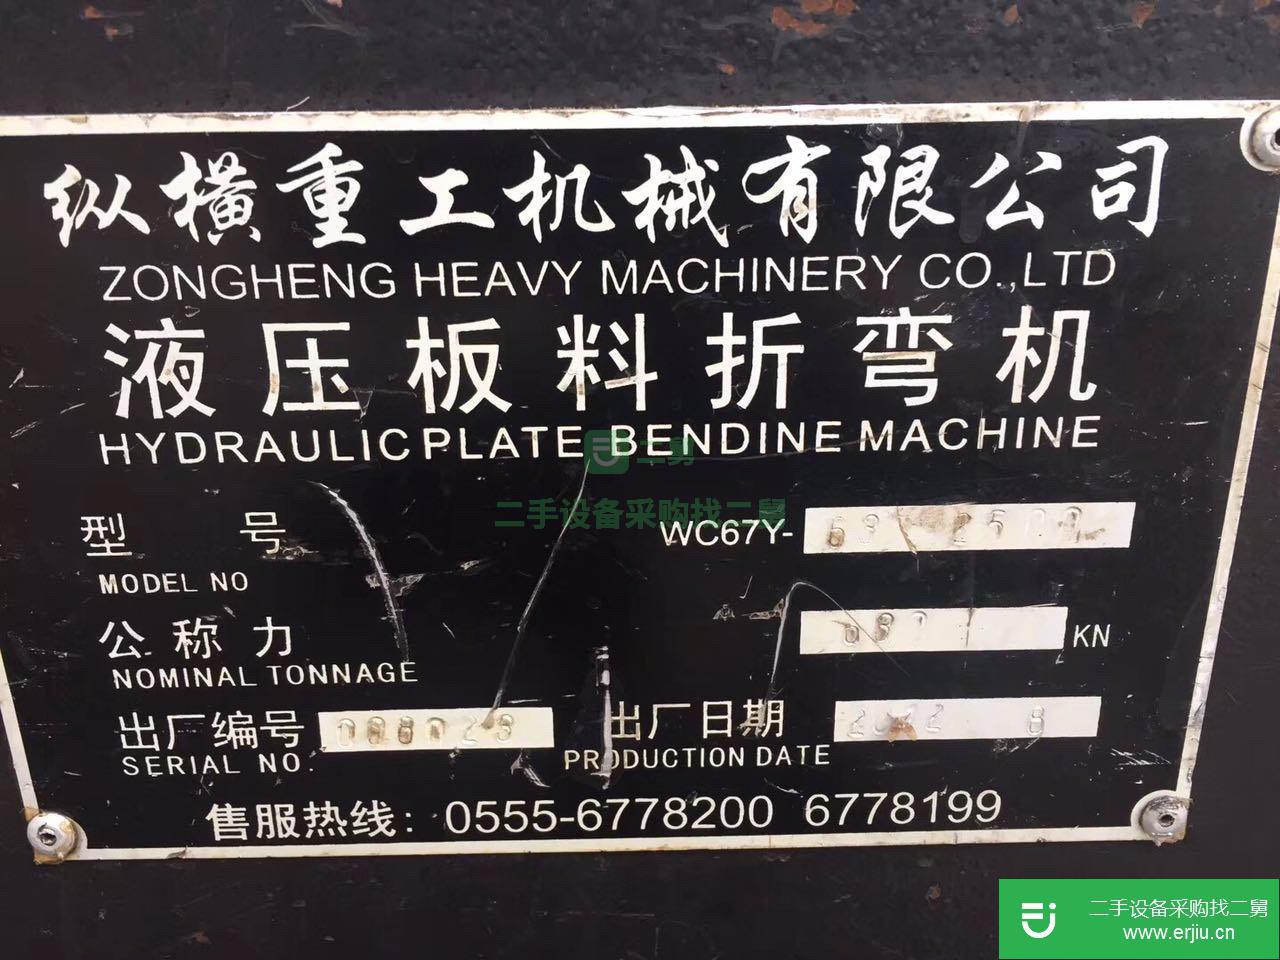 纵横重工机械有限公司
ZONGHENG HEAVY MACHINERY CO.,LTD
液压板料折弯机
HYDRAULIC PLATE BENDINE MACHINE
二舅
二手设备采购找二舅
型 号 WC67Y-
MODEL NO
公称力 KN
NOMINAL TONNAGE
出厂编号 出厂日期
SERIAL NO. PRODUCTION DATE
售服热线：0555-6778200 6778199
二手设备采购找二舅
www.erjiu.cn